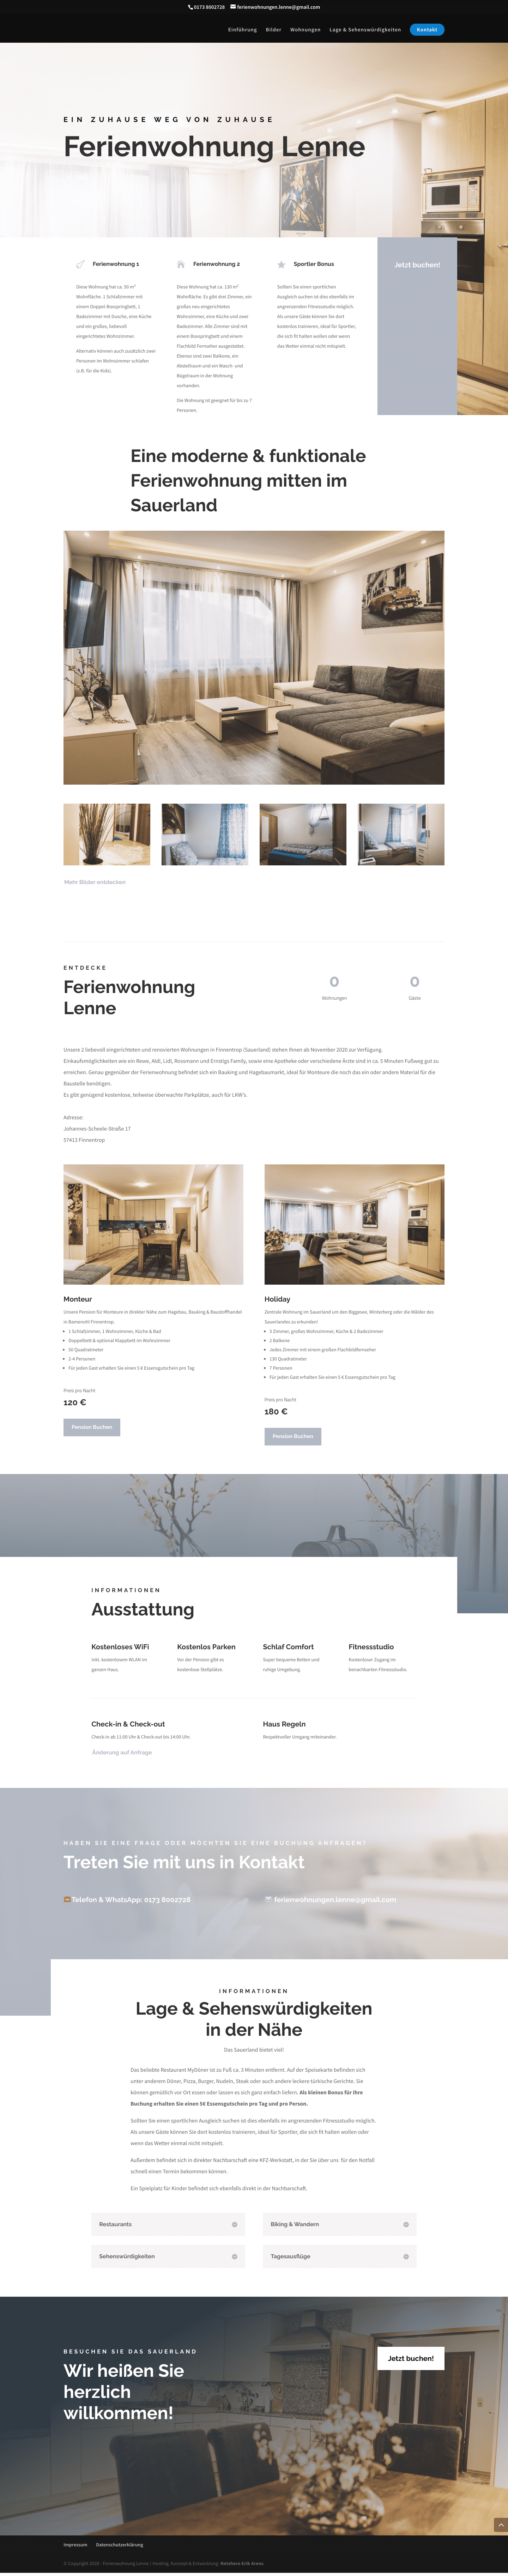 0173 8002728 ferienwohnungen.lenne@gmail.com
Einführung Bilder Wohnungen Lage & Sehenswürdigkeiten Kontakt
EIN ZUHAUSE WEG VON ZUHAUSE
Ferienwohnung Lenne
Ferienwohnung 1
Diese Wohnung hat ca. 50 m²
Wohnfläche. 1 Schlafzimmer mit
einem Doppel-Boxspringbett, 1
Badezimmer mit Dusche, eine Küche
und ein großes, liebevoll
eingerichtetes Wohnzimmer.
Alternativ können auch zusätzlich zwei
Personen im Wohnzimmer schlafen
(z.B. für die Kids).
Ferienwohnung 2
Diese Wohnung hat ca. 130 m²
Wohnfläche. Es gibt drei Zimmer, ein
großes neu eingerichtetes
Wohnzimmer, eine Küche und zwei
Badezimmer. Alle Zimmer sind mit
einem Boxspringbett und einem
Flachbild Fernseher ausgestattet.
Ebenso sind zwei Balkone, ein
Abstellraum und ein Wasch- und
Bügelraum in der Wohnung
vorhanden.
Die Wohnung ist geeignet für bis zu 7
Personen.
Sportler Bonus
Sollten Sie einen sportlichen
Ausgleich suchen ist dies ebenfalls im
angrenzenden Fitnessstudio möglich.
Als unsere Gäste können Sie dort
kostenlos trainieren, ideal für Sportler,
die sich fit halten wollen oder wenn
das Wetter einmal nicht mitspielt.
Jetzt buchen!
Eine moderne & funktionale
Ferienwohnung mitten im
Sauerland
Mehr Bilder entdecken
ENTDECKE
Ferienwohnung
Lenne
0
Wohnungen
0
Gäste
Unsere 2 liebevoll eingerichteten und renovierten Wohnungen in Finnentrop (Sauerland) stehen Ihnen ab November 2020 zur Verfügung.
Einkaufsmöglichkeiten wie ein Rewe, Aldi, Lidl, Rossmann und Ernstigs Family, sowie eine Apotheke oder verschiedene Ärzte sind in ca. 5 Minuten Fußweg gut zu
erreichen. Genau gegenüber der Ferienwohnung befindet sich ein Bauking und Hagebaumarkt, ideal für Monteure die noch das ein oder andere Material für die
Baustelle benötigen.
Es gibt genügend kostenlose, teilweise überwachte Parkplätze, auch für LKW's.
Adresse:
Johannes-Scheele-Straße 17
57413 Finnentrop
Monteur
Unsere Pension für Monteure in direkter Nähe zum Hagebau, Bauking & Baustoffhandel
in Bamenohl Finnentrop.
• 1 Schlafzimmer, 1 Wohnzimmer, Küche & Bad
• Doppelbett & optional Klappbett im Wohnzimmer
• 50 Quadratmeter
• 2-4 Personen
• Für jeden Gast erhalten Sie einen 5 € Essensgutschein pro Tag
Preis pro Nacht
120 €
Pension Buchen
Holiday
Zentrale Wohnung im Sauerland um den Biggesee, Winterberg oder die Wälder des
Sauerlandes zu erkunden!
• 3 Zimmer, großes Wohnzimmer, Küche & 2 Badezimmer
• 2 Balkone
• Jedes Zimmer mit einem großen Flachbildfernseher
• 130 Quadratmeter
• 7 Personen
• Für jeden Gast erhalten Sie einen 5 € Essensgutschein pro Tag
Preis pro Nacht
180 €
Pension Buchen
INFORMATIONEN
Ausstattung
Kostenloses WiFi
Inkl. kostenlosem WLAN im
ganzem Haus.
Kostenlos Parken
Vor der Pension gibt es
kostenlose Stellplätze.
Schlaf Comfort
Super bequeme Betten und
ruhige Umgebung.
Fitnessstudio
Kostenlosen Zugang im
benachbarten Fitnessstudio.
Check-in & Check-out
Check-in ab 11:00 Uhr & Check-out bis 14:00 Uhr.
Änderung auf Anfrage
Haus Regeln
Respektvoller Umgang miteinander.
HABEN SIE EINE FRAGE ODER MÖCHTEN SIE EINE BUCHUNG ANFRAGEN?
Treten Sie mit uns in Kontakt
Telefon & WhatsApp: 0173 8002728
ferienwohnungen.lenne@gmail.com
INFORMATIONEN
Lage & Sehenswürdigkeiten
in der Nähe
Das Sauerland bietet viel!
Das beliebte Restaurant MyDöner ist zu Fuß ca. 3 Minuten entfernt. Auf der Speisekarte befinden sich
unter anderem Döner, Pizza, Burger, Nudeln, Steak oder auch andere leckere türkische Gerichte. Sie
können gemütlich vor Ort essen oder lassen es sich ganz einfach liefern. Als kleinen Bonus für Ihre
Buchung erhalten Sie einen 5€ Essensgutschein pro Tag und pro Person.
Sollten Sie einen sportlichen Ausgleich suchen ist dies ebenfalls im angrenzenden Fitnessstudio möglich.
Als unsere Gäste können Sie dort kostenlos trainieren, ideal für Sportler, die sich fit halten wollen oder
wenn das Wetter einmal nicht mitspielt.
Außerdem befindet sich in direkter Nachbarschaft eine KFZ-Werkstatt, in der Sie über uns für den Notfall
schnell einen Termin bekommen können.
Ein Spielplatz für Kinder befindet sich ebenfalls direkt in der Nachbarschaft.
Restaurants
Biking & Wandern
Sehenswürdigkeiten
Tagesausflüge
BESUCHEN SIE DAS SAUERLAND
Wir heißen Sie
herzlich
willkommen!
Jetzt buchen!
Impressum Datenschutzerklärung
© Copyright 2020 - Ferienwohnung Lenne | Hosting, Konzept & Entwicklung: Netzhero Erik Arens